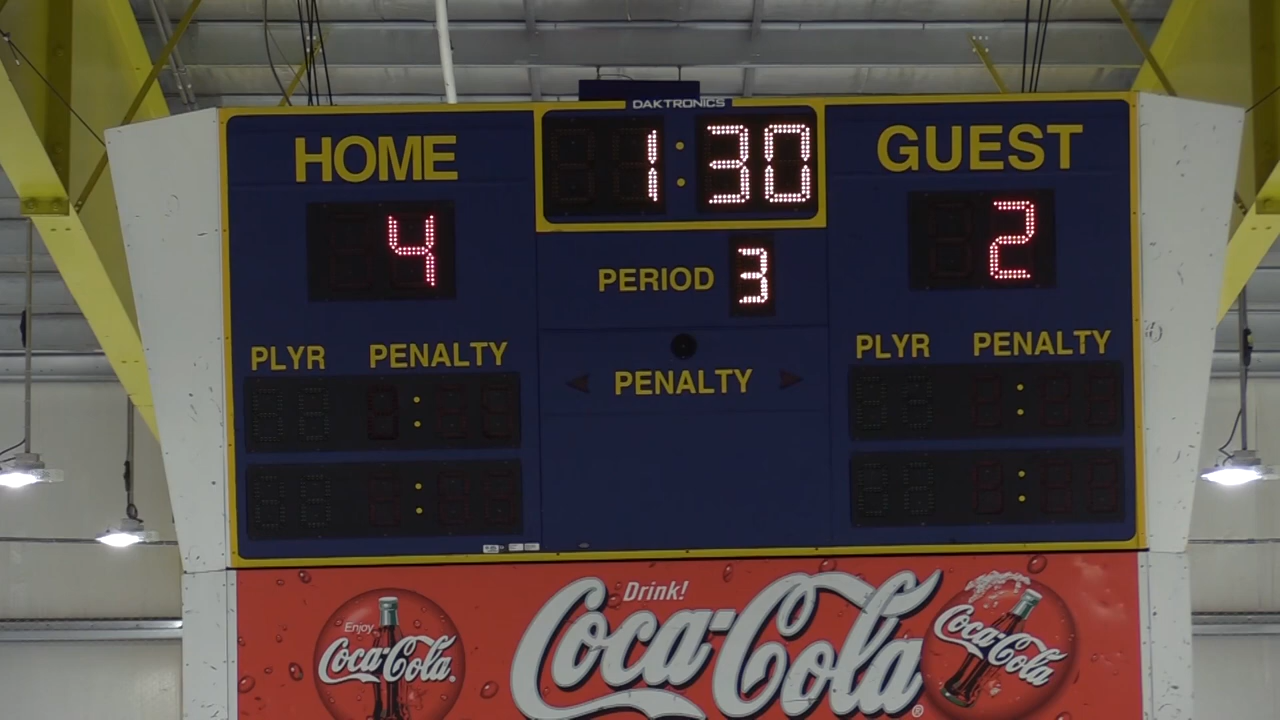 DAKTRONICS
HOME
1:30
GUEST
4
2
PERIOD 3
PLYR PENALTY
PLYR PENALTY
PENALTY
Drink!
Coca-Cola
Enjoy
Coca-Cola
Coca-Cola